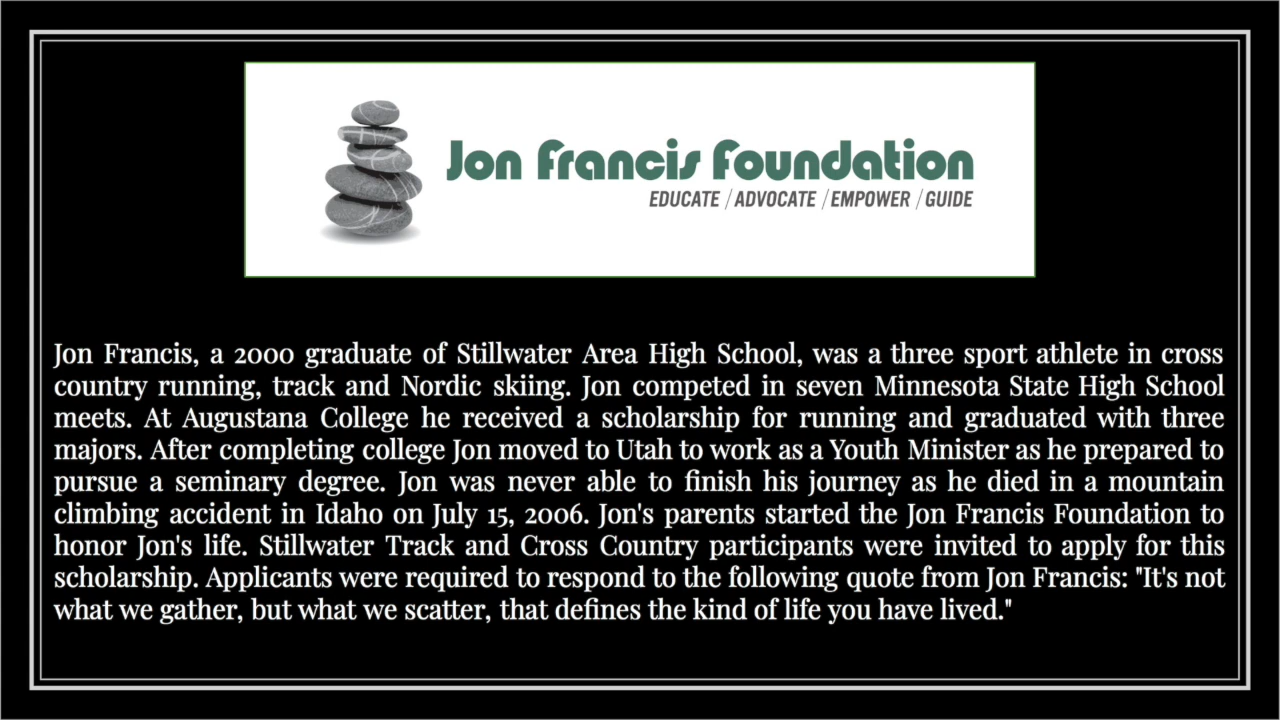 Jon Francis Foundation
EDUCATE / ADVOCATE / EMPOWER / GUIDE
Jon Francis, a 2000 graduate of Stillwater Area High School, was a three sport athlete in cross
country running, track and Nordic skiing. Jon competed in seven Minnesota State High School
meets. At Augustana College he received a scholarship for running and graduated with three
majors. After completing college Jon moved to Utah to work as a Youth Minister as he prepared to
pursue a seminary degree. Jon was never able to finish his journey as he died in a mountain
climbing accident in Idaho on July 15, 2006. Jon's parents started the Jon Francis Foundation to
honor Jon's life. Stillwater Track and Cross Country participants were invited to apply for this
scholarship. Applicants were required to respond to the following quote from Jon Francis: "It's not
what we gather, but what we scatter, that defines the kind of life you have lived."